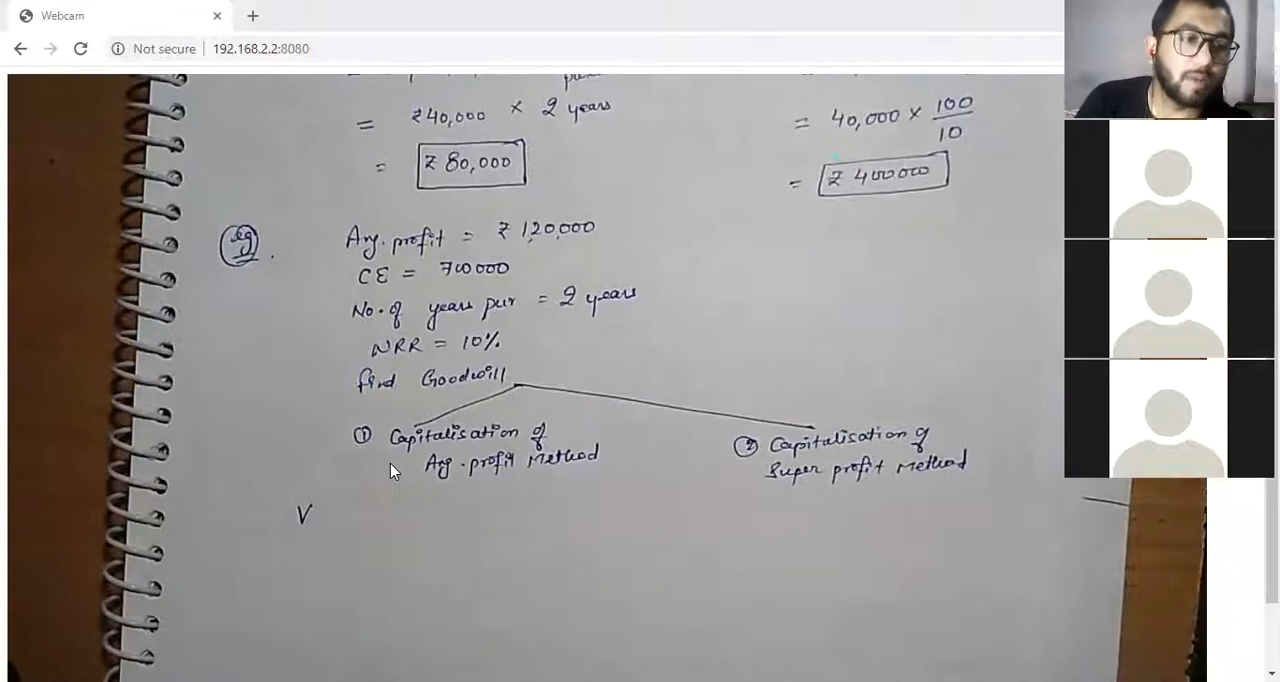 Webcam
Not secure 192.168.2.2:8080
= ₹40,000 × 2 years
= ₹ 80,000
= 40,000 × 100/10
= ₹ 400000
eg.
Avg. profit = ₹ 1,20,000
CE = 700000
No. of years pur = 2 years
NRR = 10%
find Goodwill
① Capitalisation of
Avg. profit Method
② Capitalisation of
Super profit Method
V